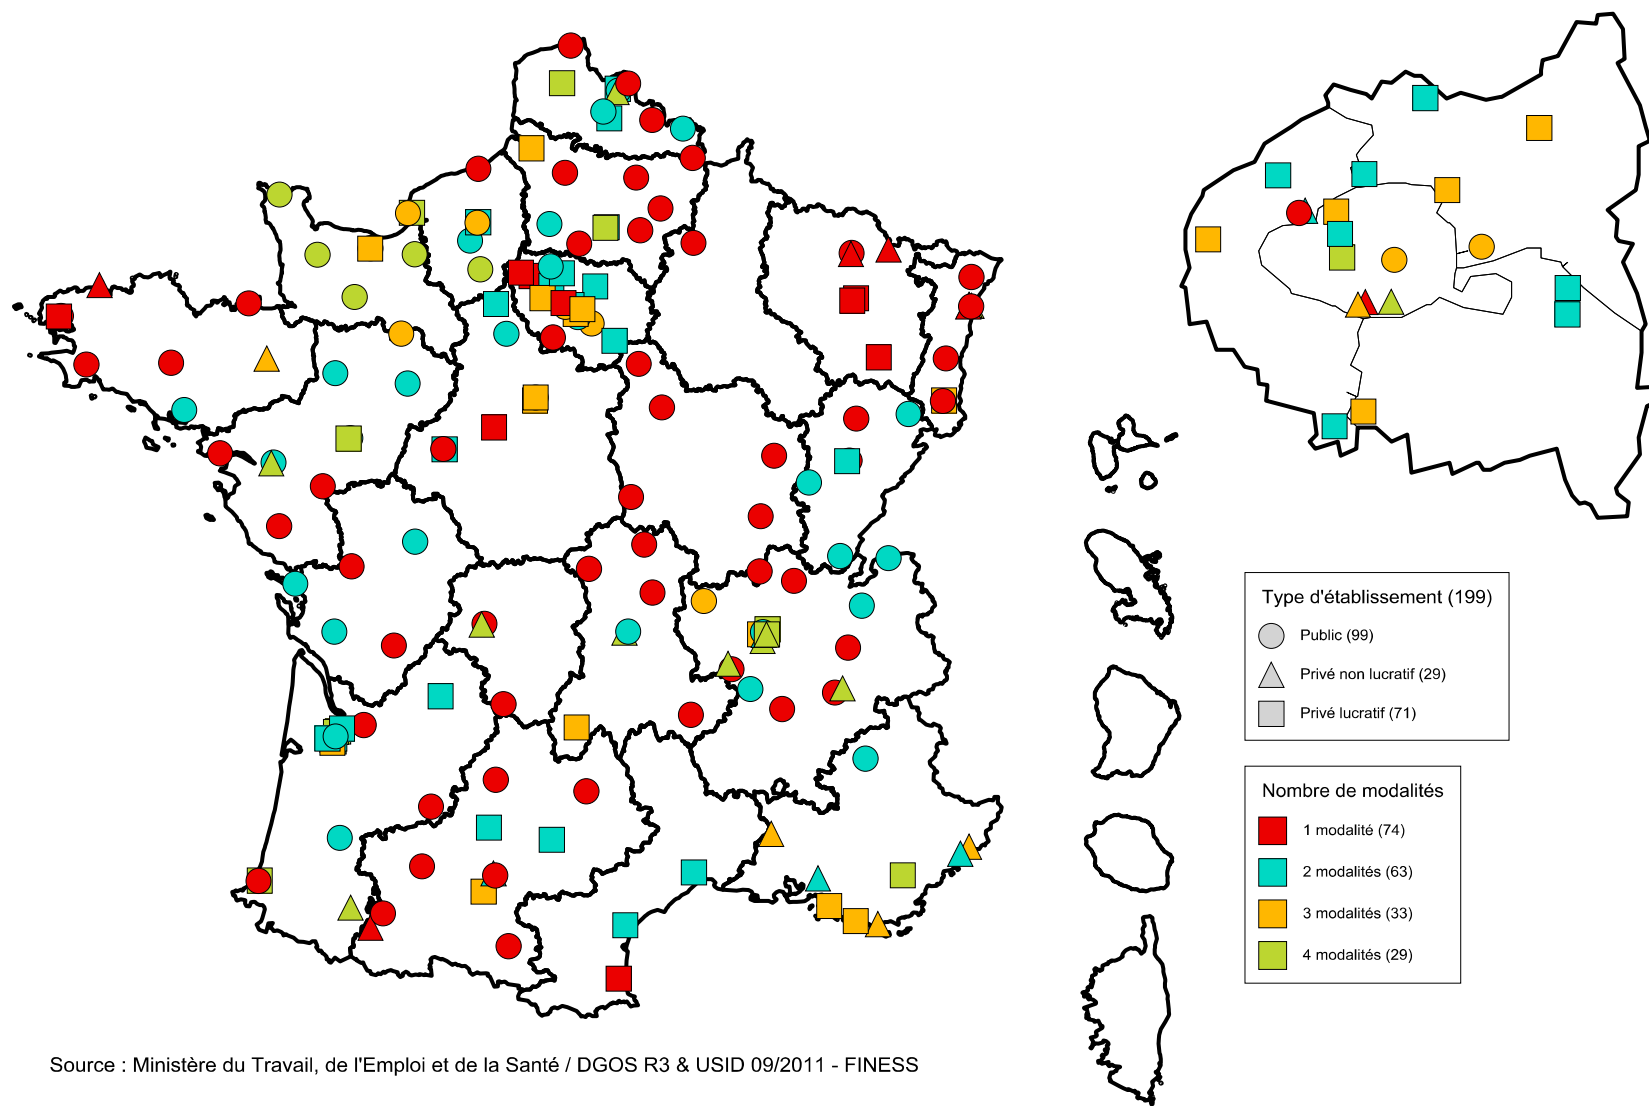 Type d'établissement (199)
Public (99)
Privé non lucratif (29)
Privé lucratif (71)
Nombre de modalités
1 modalité (74)
2 modalités (63)
3 modalités (33)
4 modalités (29)
Source : Ministère du Travail, de l'Emploi et de la Santé / DGOS R3 & USID 09/2011 - FINESS